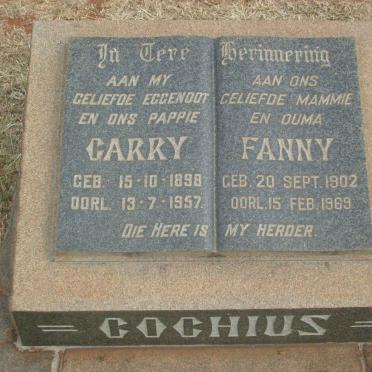 In Tere Herinnering
AAN MY
GELIEFDE EGGENOOT
EN ONS PAPPIE
GARRY
GEB. 15-10-1898
OORL. 13-7-1957.
AAN ONS
GELIEFDE MAMMIE
EN OUMA
FANNY
GEB. 20 SEPT. 1902
OORL. 15 FEB. 1969
DIE HERE IS MY HERDER.
GOCHIUS